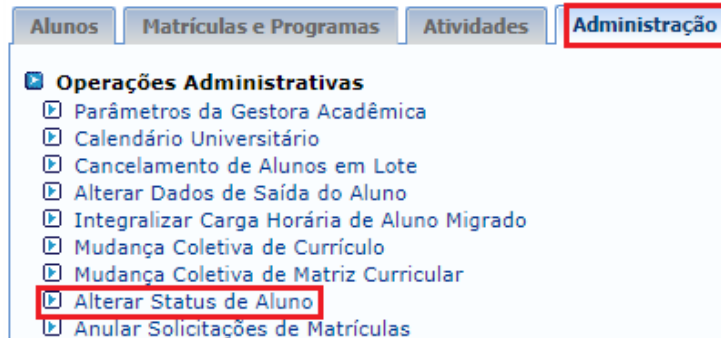 Alunos Matrículas e Programas Atividades Administração
Operações Administrativas
Parâmetros da Gestora Acadêmica
Calendário Universitário
Cancelamento de Alunos em Lote
Alterar Dados de Saída do Aluno
Integralizar Carga Horária de Aluno Migrado
Mudança Coletiva de Currículo
Mudança Coletiva de Matriz Curricular
Alterar Status de Aluno
Anular Solicitações de Matrículas